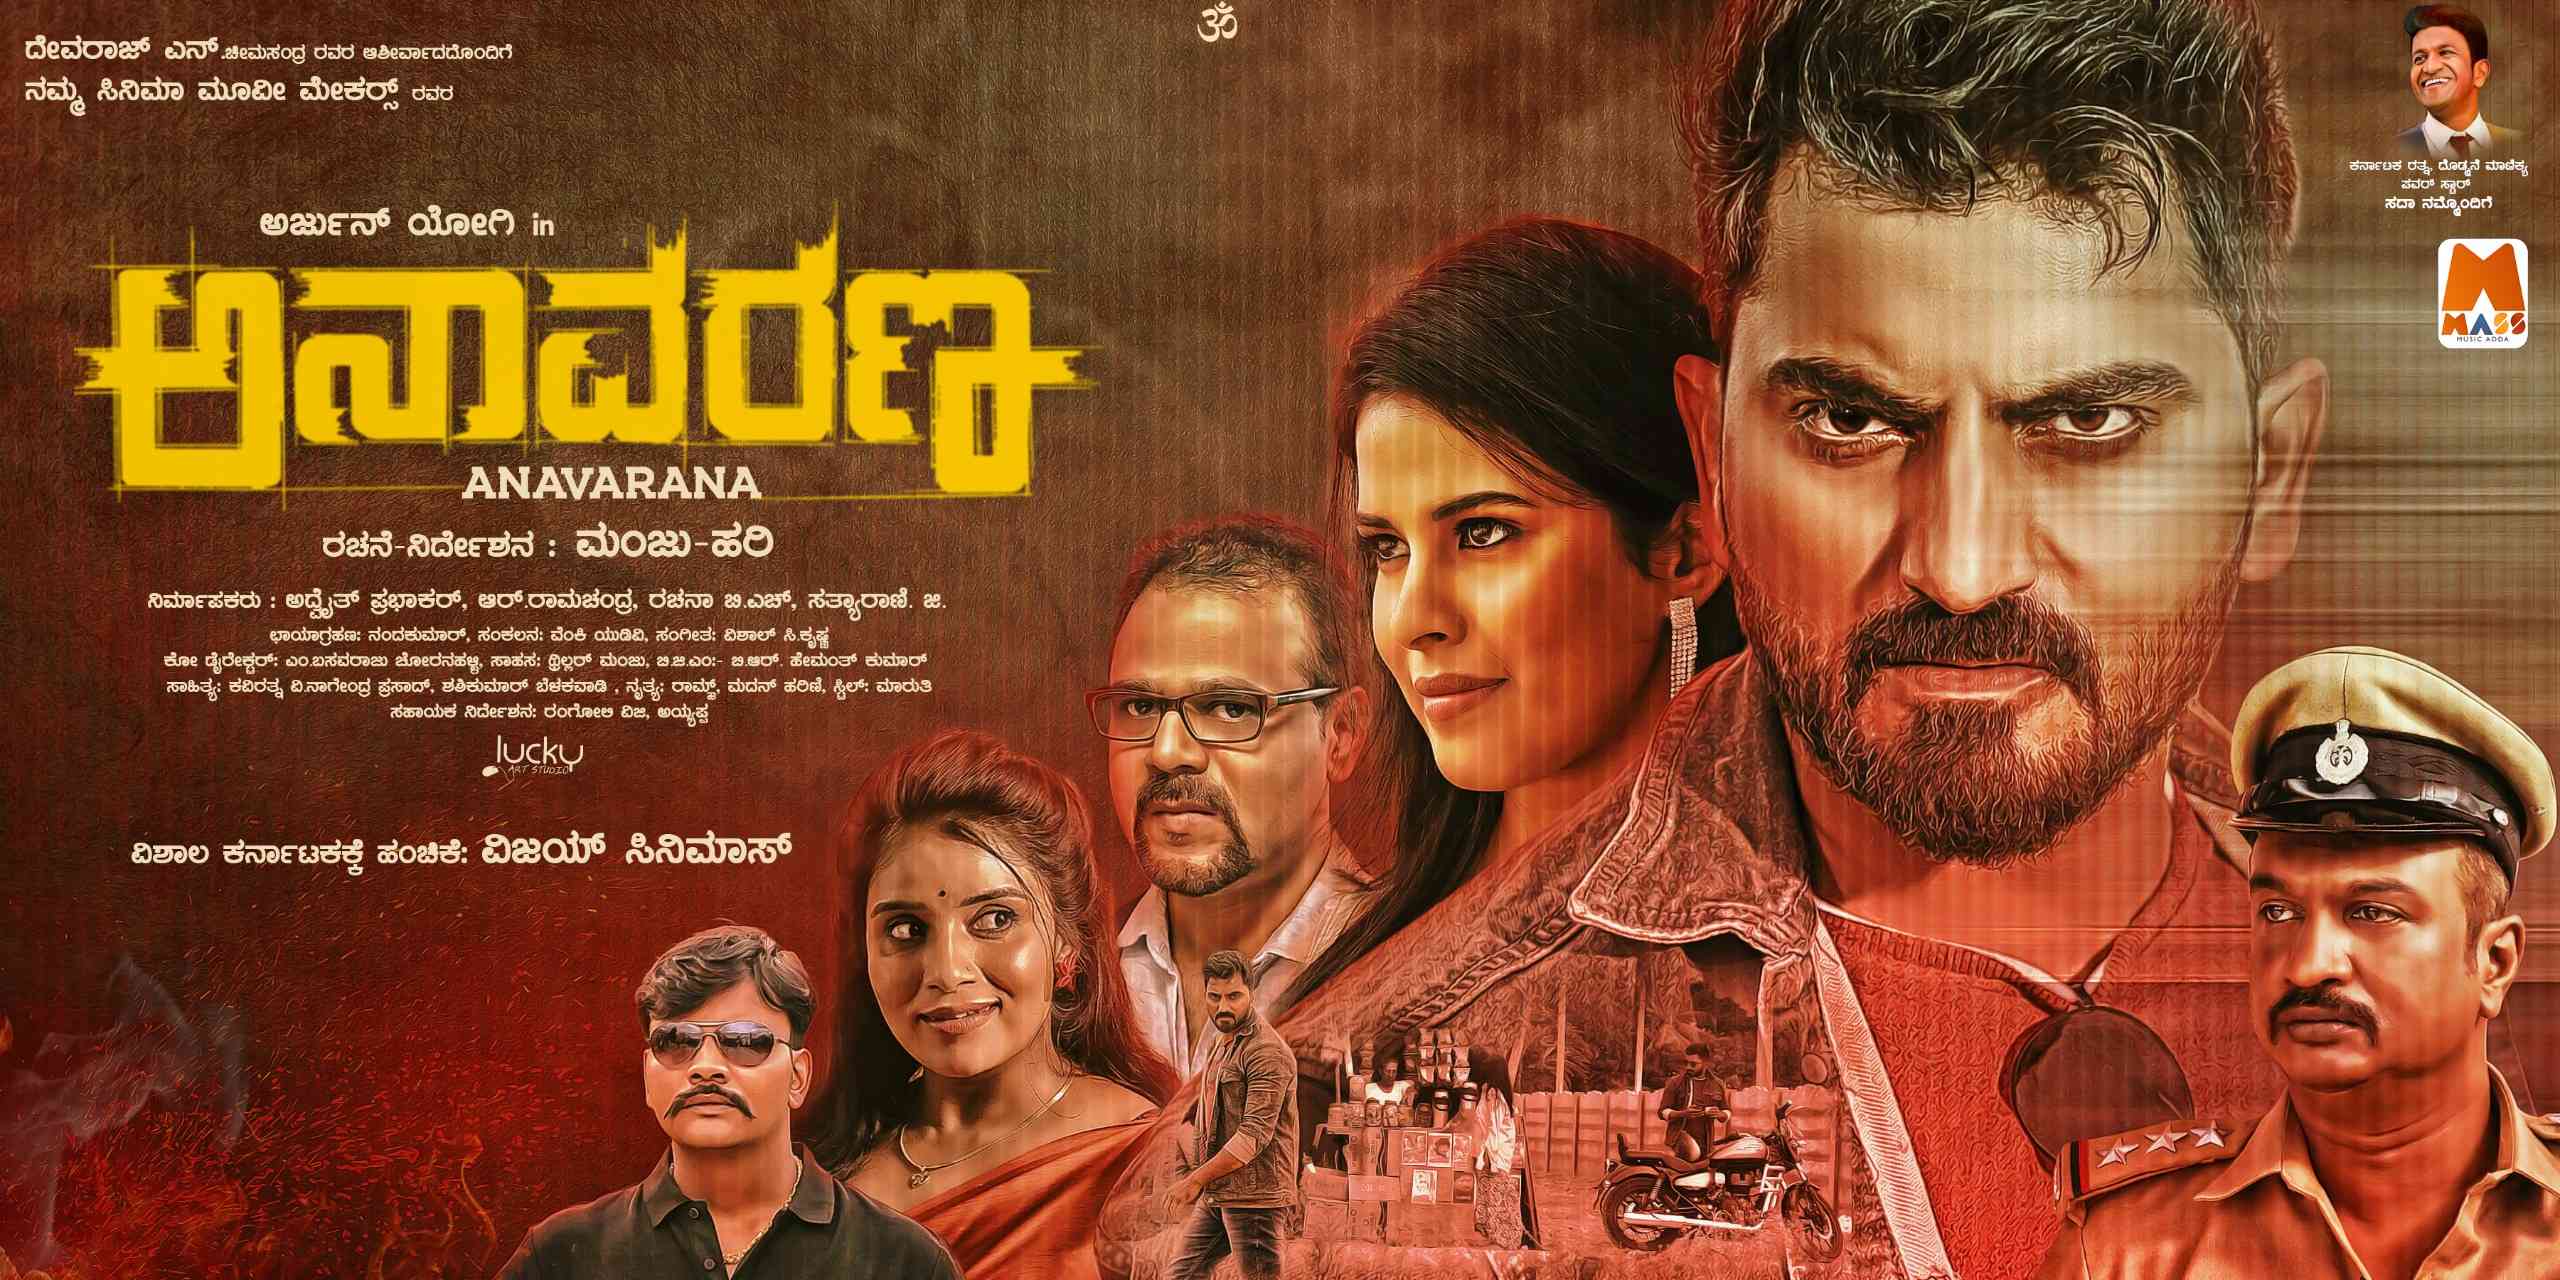 ॐ
ದೇವರಾಜ್ ಎನ್.ಚೀಮಸಂದ್ರ ರವರ ಆಶೀರ್ವಾದದೊಂದಿಗೆ
ನಮ್ಮ ಸಿನಿಮಾ ಮೂವೀ ಮೇಕರ್ಸ್ ರವರ
ಅರ್ಜುನ್ ಯೋಗಿ in
ಅನಾವರಣ
ANAVARANA
ರಚನೆ-ನಿರ್ದೇಶನ : ಮಂಜು-ಹರಿ
ನಿರ್ಮಾಪಕರು : ಅದ್ವೈತ್ ಪ್ರಭಾಕರ್, ಆರ್.ರಾಮಚಂದ್ರ, ರಚನಾ ಬಿ.ಎಚ್, ಸತ್ಯಾರಾಣಿ. ಜಿ.
ಛಾಯಾಗ್ರಹಣ: ನಂದಕುಮಾರ್, ಸಂಕಲನ: ವೆಂಕಿ ಯುಡಿವಿ, ಸಂಗೀತ: ವಿಶಾಲ್ ಸಿ.ಕೃಷ್ಣ
ಕೋ ಡೈರೇಕ್ಟರ್: ಎಂ.ಬಸವರಾಜು ಚೋರನಹಳ್ಳಿ, ಸಾಹಸ: ಥ್ರಿಲ್ಲರ್ ಮಂಜು, ಬಿ.ಜಿ.ಎಂ:- ಬಿ.ಆರ್. ಹೇಮಂತ್ ಕುಮಾರ್
ಸಾಹಿತ್ಯ: ಕವಿರತ್ನ ವಿ.ನಾಗೇಂದ್ರ ಪ್ರಸಾದ್, ಶಶಿಕುಮಾರ್ ಬೆಳಕವಾಡಿ , ನೃತ್ಯ: ರಾಮ್ಜ್, ಮದನ್ ಹರಿಣಿ, ಸ್ಟಿಲ್: ಮಾರುತಿ
ಸಹಾಯಕ ನಿರ್ದೇಶನ: ರಂಗೋಲಿ ವಿಜಿ, ಅಯ್ಯಪ್ಪ
lucky
ART STUDIO
ವಿಶಾಲ ಕರ್ನಾಟಕಕ್ಕೆ ಹಂಚಿಕೆ: ವಿಜಯ್ ಸಿನಿಮಾಸ್
ಕರ್ನಾಟಕ ರತ್ನ, ದೊಡ್ಮನೆ ಮಾಣಿಕ್ಯ
ಪವರ್ ಸ್ಟಾರ್
ಸದಾ ನಮ್ಮೊಂದಿಗೆ
M
MASS
MUSIC ADDA